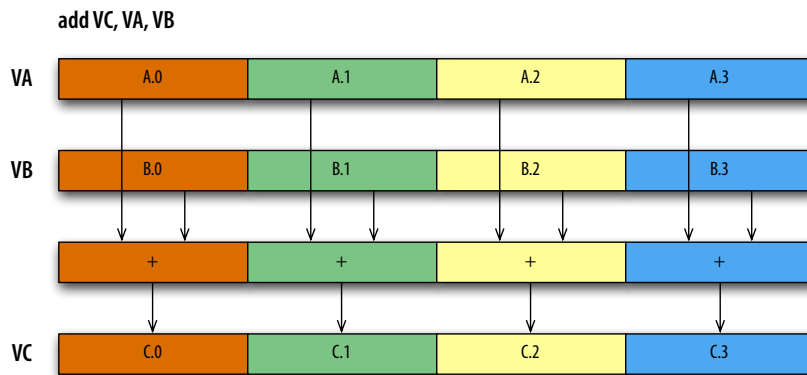 add VC, VA, VB
VA A.0 A.1 A.2 A.3
VB B.0 B.1 B.2 B.3
+ + + +
VC C.0 C.1 C.2 C.3